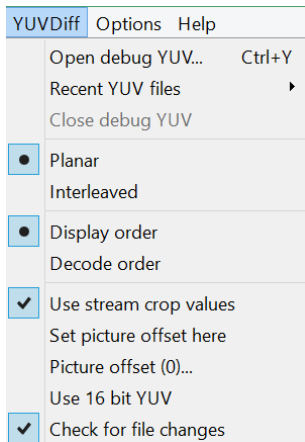 YUVDiff Options Help
Open debug YUV... Ctrl+Y
Recent YUV files
Close debug YUV
Planar
Interleaved
Display order
Decode order
Use stream crop values
Set picture offset here
Picture offset (0)...
Use 16 bit YUV
Check for file changes